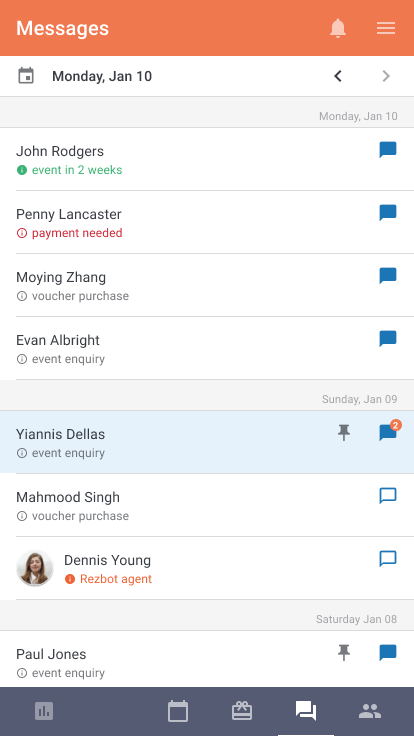 Messages
Monday, Jan 10
Monday, Jan 10
John Rodgers
event in 2 weeks
Penny Lancaster
payment needed
Moying Zhang
voucher purchase
Evan Albright
event enquiry
Sunday, Jan 09
Yiannis Dellas
2
event enquiry
Mahmood Singh
voucher purchase
Dennis Young
Rezbot agent
Saturday Jan 08
Paul Jones
event enquiry